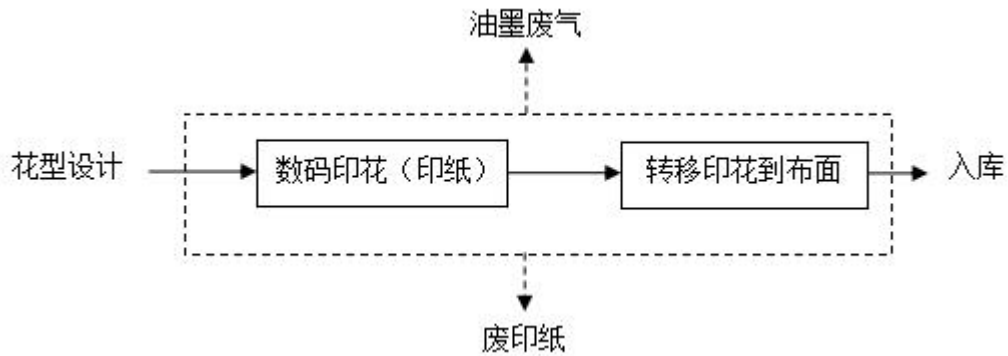 油墨废气
花型设计
数码印花（印纸）
转移印花到布面
入库
废印纸